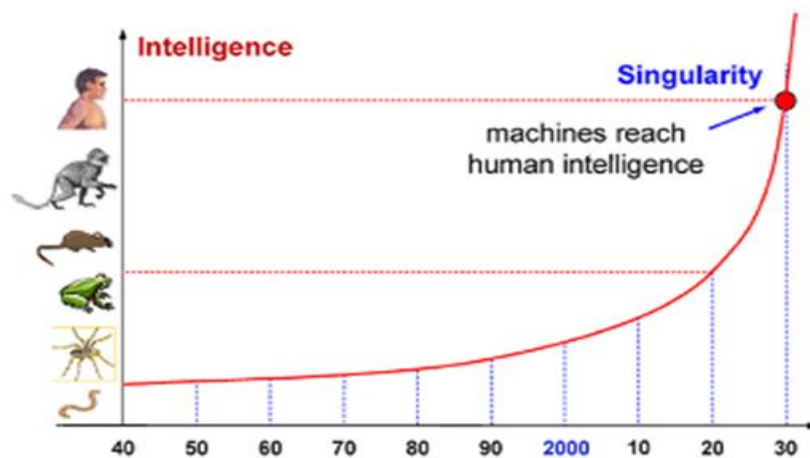 Intelligence
Singularity
machines reach
human intelligence
40 50 60 70 80 90 2000 10 20 30